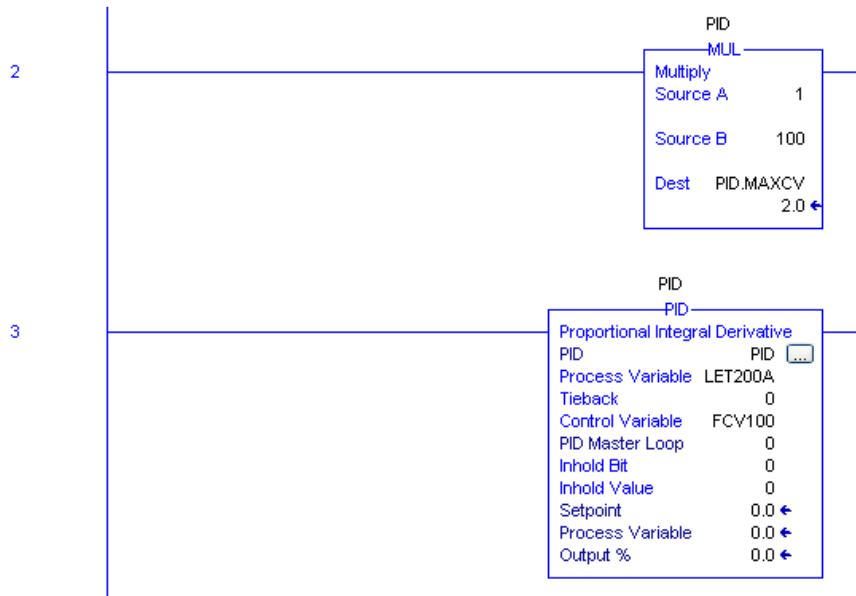 PID
MUL
2
Multiply
Source A 1
Source B 100
Dest PID.MAXCV
2.0
PID
PID
3
Proportional Integral Derivative
PID PID ...
Process Variable LET200A
Tieback 0
Control Variable FCV100
PID Master Loop 0
Inhold Bit 0
Inhold Value 0
Setpoint 0.0
Process Variable 0.0
Output % 0.0